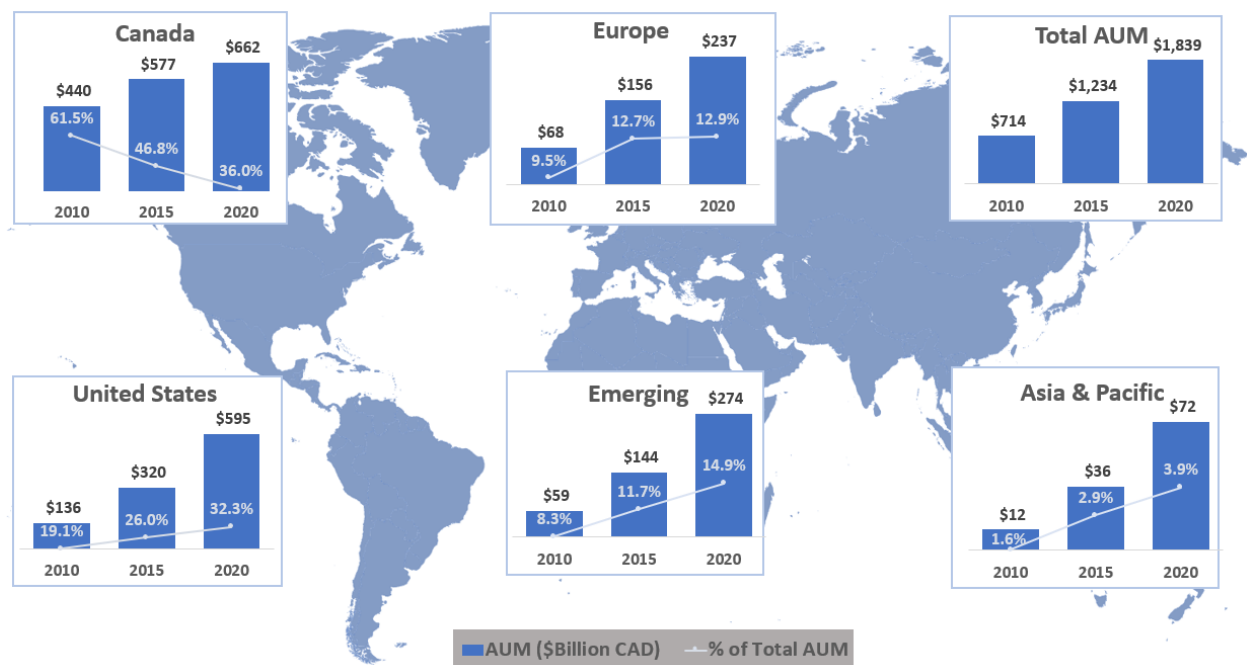 Canada
$440
$577
$662
61.5%
46.8%
36.0%
2010 2015 2020
Europe
$68
$156
$237
9.5%
12.7%
12.9%
2010 2015 2020
Total AUM
$714
$1,234
$1,839
2010 2015 2020
United States
$136
$320
$595
19.1%
26.0%
32.3%
2010 2015 2020
Emerging
$59
$144
$274
8.3%
11.7%
14.9%
2010 2015 2020
Asia & Pacific
$12
$36
$72
1.6%
2.9%
3.9%
2010 2015 2020
AUM ($Billion CAD) % of Total AUM